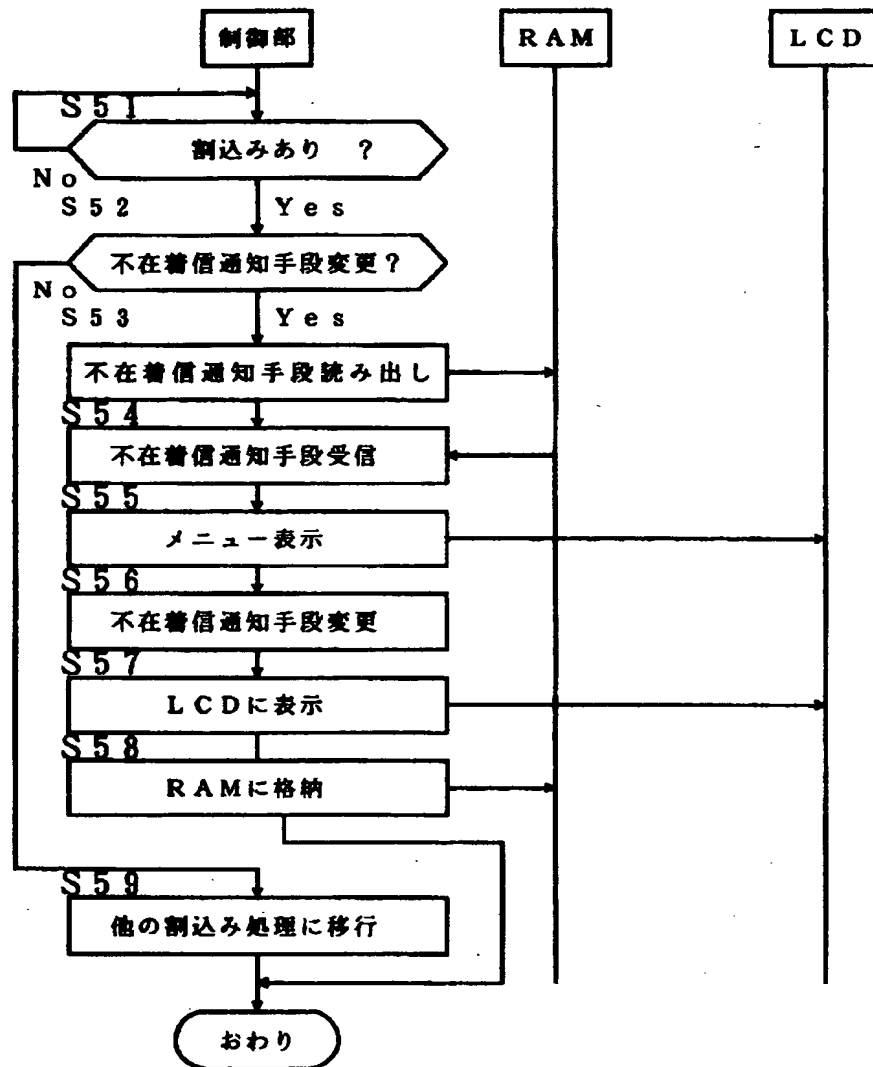 制御部
RAM
LCD
S51
割込みあり ?
No
S52
Yes
不在着信通知手段変更?
No
S53
Yes
不在着信通知手段読み出し
S54
不在着信通知手段受信
S55
メニュー表示
S56
不在着信通知手段変更
S57
LCDに表示
S58
RAMに格納
S59
他の割込み処理に移行
おわり